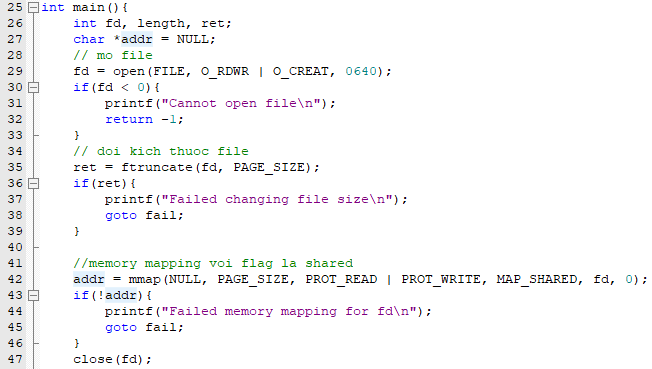 25 int main(){
26 int fd, length, ret;
27 char *addr = NULL;
28 // mo file
29 fd = open(FILE, O_RDWR | O_CREAT, 0640);
30 if(fd < 0){
31 printf("Cannot open file\n");
32 return -1;
33 }
34 // doi kich thuoc file
35 ret = ftruncate(fd, PAGE_SIZE);
36 if(ret){
37 printf("Failed changing file size\n");
38 goto fail;
39 }
40
41 //memory mapping voi flag la shared
42 addr = mmap(NULL, PAGE_SIZE, PROT_READ | PROT_WRITE, MAP_SHARED, fd, 0);
43 if(!addr){
44 printf("Failed memory mapping for fd\n");
45 goto fail;
46 }
47 close(fd);